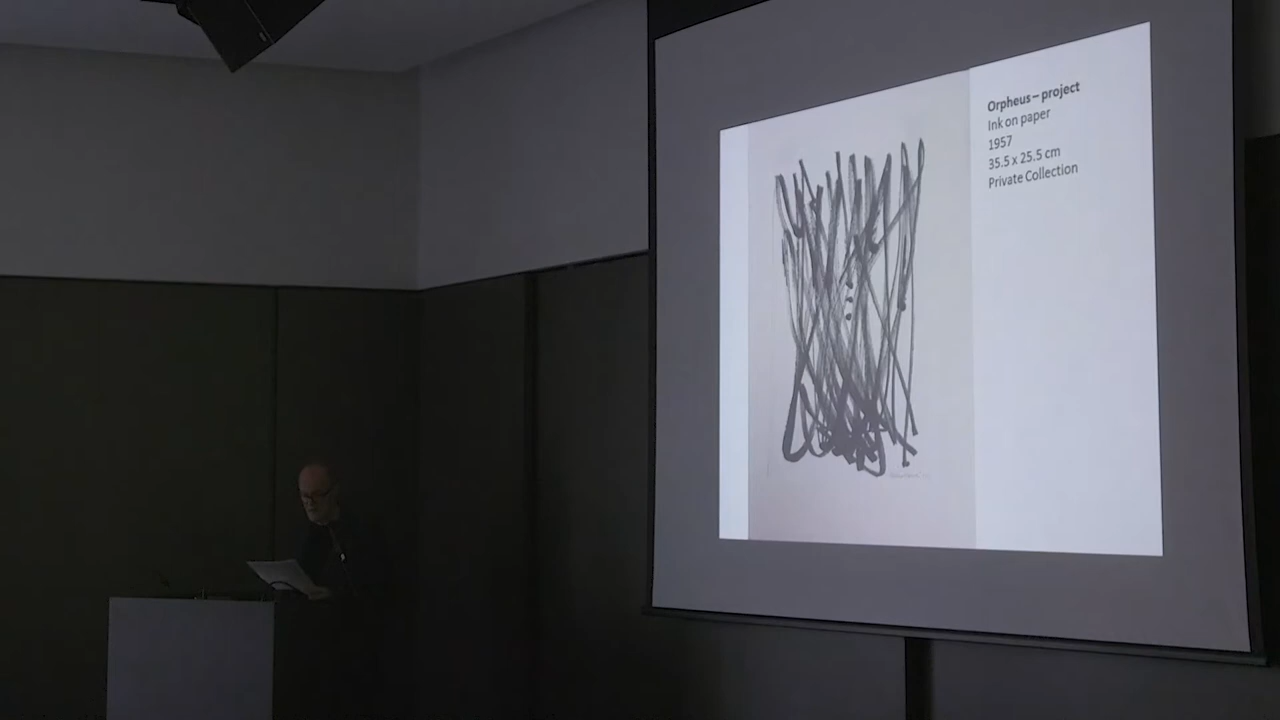 Orpheus – project
Ink on paper
1957
35.5 x 25.5 cm
Private Collection